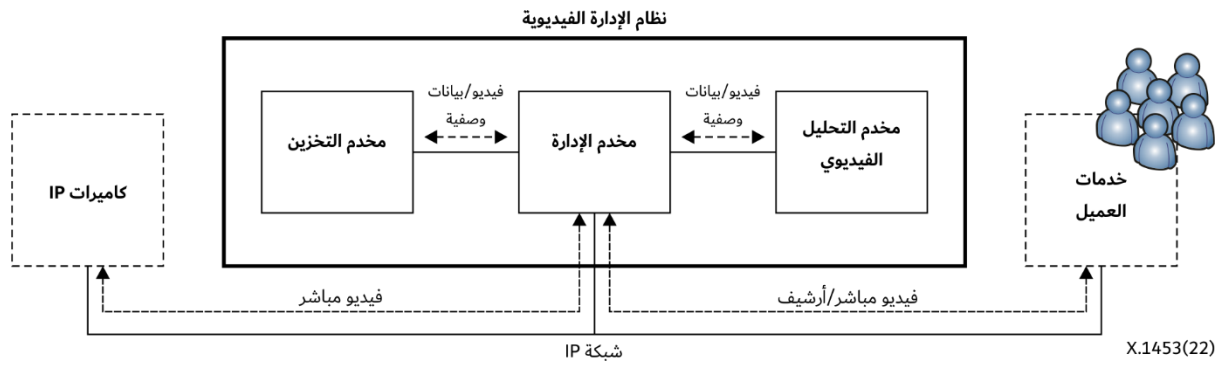 نظام الإدارة الفيديوية
كاميرات IP
مخدم التخزين
فيديو/بيانات
وصفية
مخدم الإدارة
فيديو/بيانات
وصفية
مخدم التحليل
الفيديوي
خدمات
العميل
فيديو مباشر
فيديو مباشر/أرشيف
شبكة IP
X.1453(22)